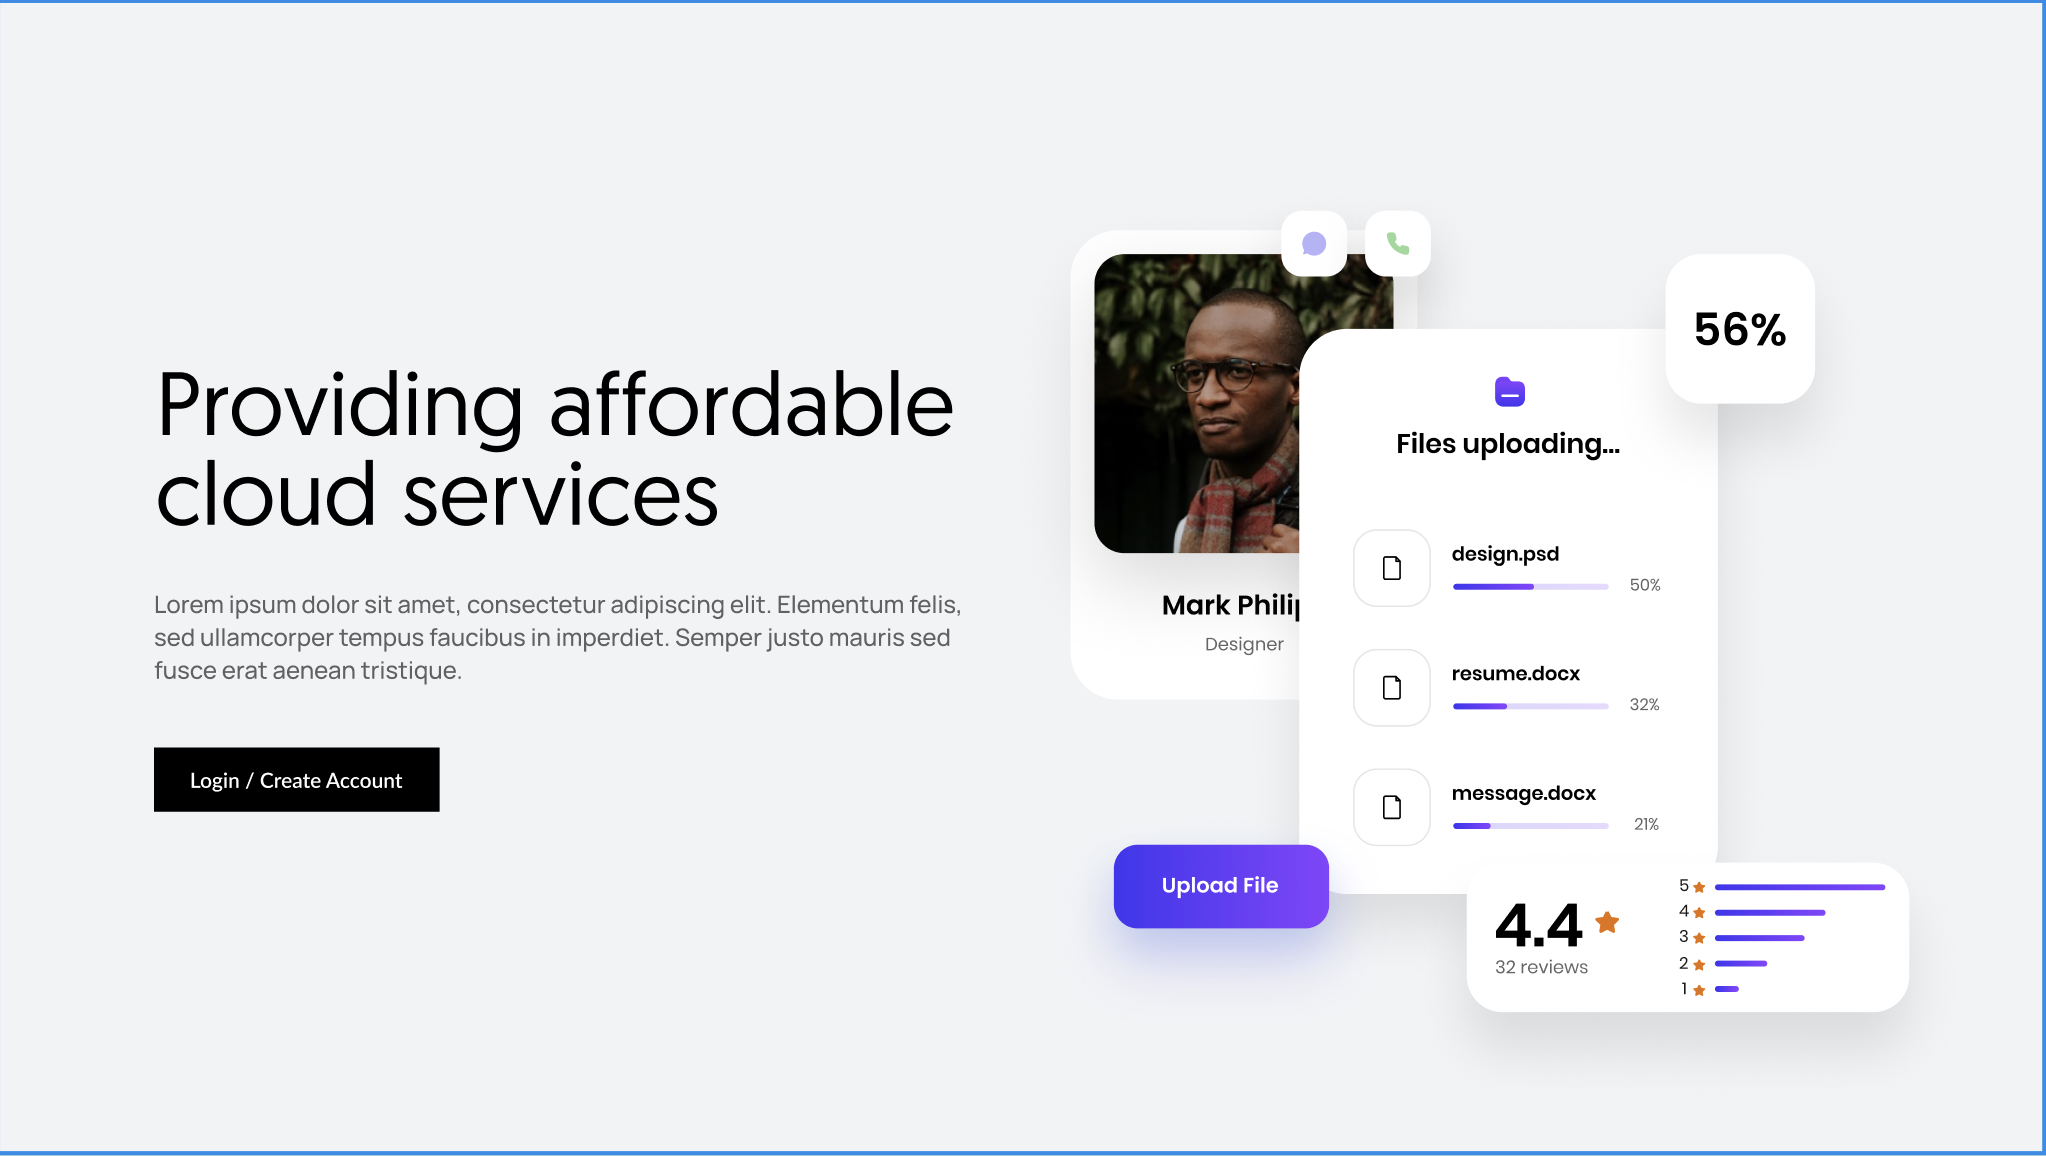 Providing affordable
cloud services
Lorem ipsum dolor sit amet, consectetur adipiscing elit. Elementum felis,
sed ullamcorper tempus faucibus in imperdiet. Semper justo mauris sed
fusce erat aenean tristique.
Login / Create Account
Mark Philip
Designer
56%
Files uploading...
design.psd
50%
resume.docx
32%
message.docx
21%
Upload File
4.4
32 reviews
5
4
3
2
1